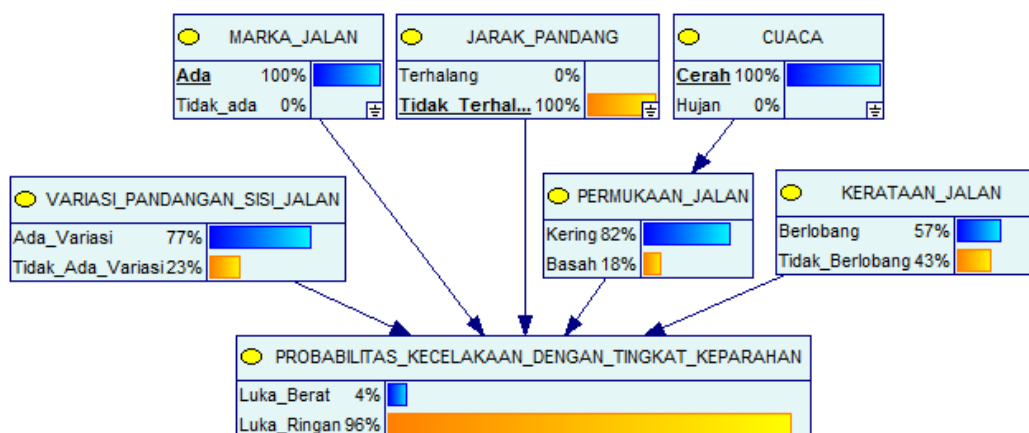 MARKA_JALAN
Ada 100%
Tidak_ada 0%
JARAK_PANDANG
Terhalang 0%
Tidak_Terhal... 100%
CUACA
Cerah 100%
Hujan 0%
VARIASI_PANDANGAN_SISI_JALAN
Ada_Variasi 77%
Tidak_Ada_Variasi 23%
PERMUKAAN_JALAN
Kering 82%
Basah 18%
KERATAAN_JALAN
Berlobang 57%
Tidak_Berlobang 43%
PROBABILITAS_KECELAKAAN_DENGAN_TINGKAT_KEPARAHAN
Luka_Berat 4%
Luka_Ringan 96%